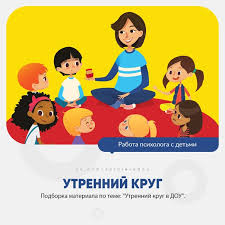 Работа психолога с детьми
УТРЕННИЙ КРУГ
Подборка материала по теме: "Утренний круг в ДОУ".